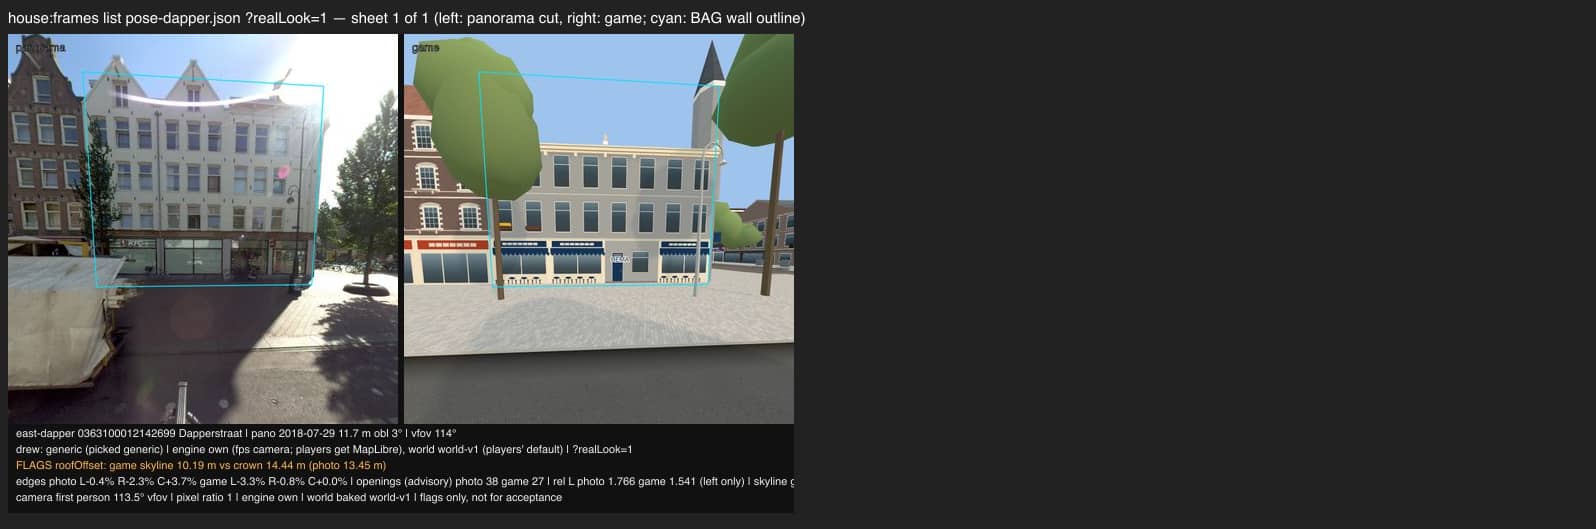 house:frames list pose-dapper.json ?realLook=1 — sheet 1 of 1 (left: panorama cut, right: game; cyan: BAG wall outline)
panorama
game
HEMA
east-dapper 0363100012142699 Dapperstraat | pano 2018-07-29 11.7 m obl 3° | vfov 114°
drew: generic (picked generic) | engine own (fps camera; players get MapLibre), world world-v1 (players' default) | ?realLook=1
FLAGS roofOffset: game skyline 10.19 m vs crown 14.44 m (photo 13.45 m)
edges photo L-0.4% R-2.3% C+3.7% game L-3.3% R-0.8% C+0.0% | openings (advisory) photo 38 game 27 | rel L photo 1.766 game 1.541 (left only) | skyline
camera first person 113.5° vfov | pixel ratio 1 | engine own | world baked world-v1 | flags only, not for acceptance